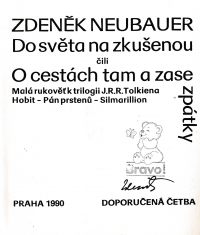 ZDENĚK NEUBAUER
Do světa na zkušenou
čili
O cestách tam a zase
zpátky
Malá rukověť k trilogii J.R.R.Tolkiena
Hobit – Pán prstenů – Silmarillion
Bravo!
PRAHA 1990
DOPORUČENÁ ČETBA